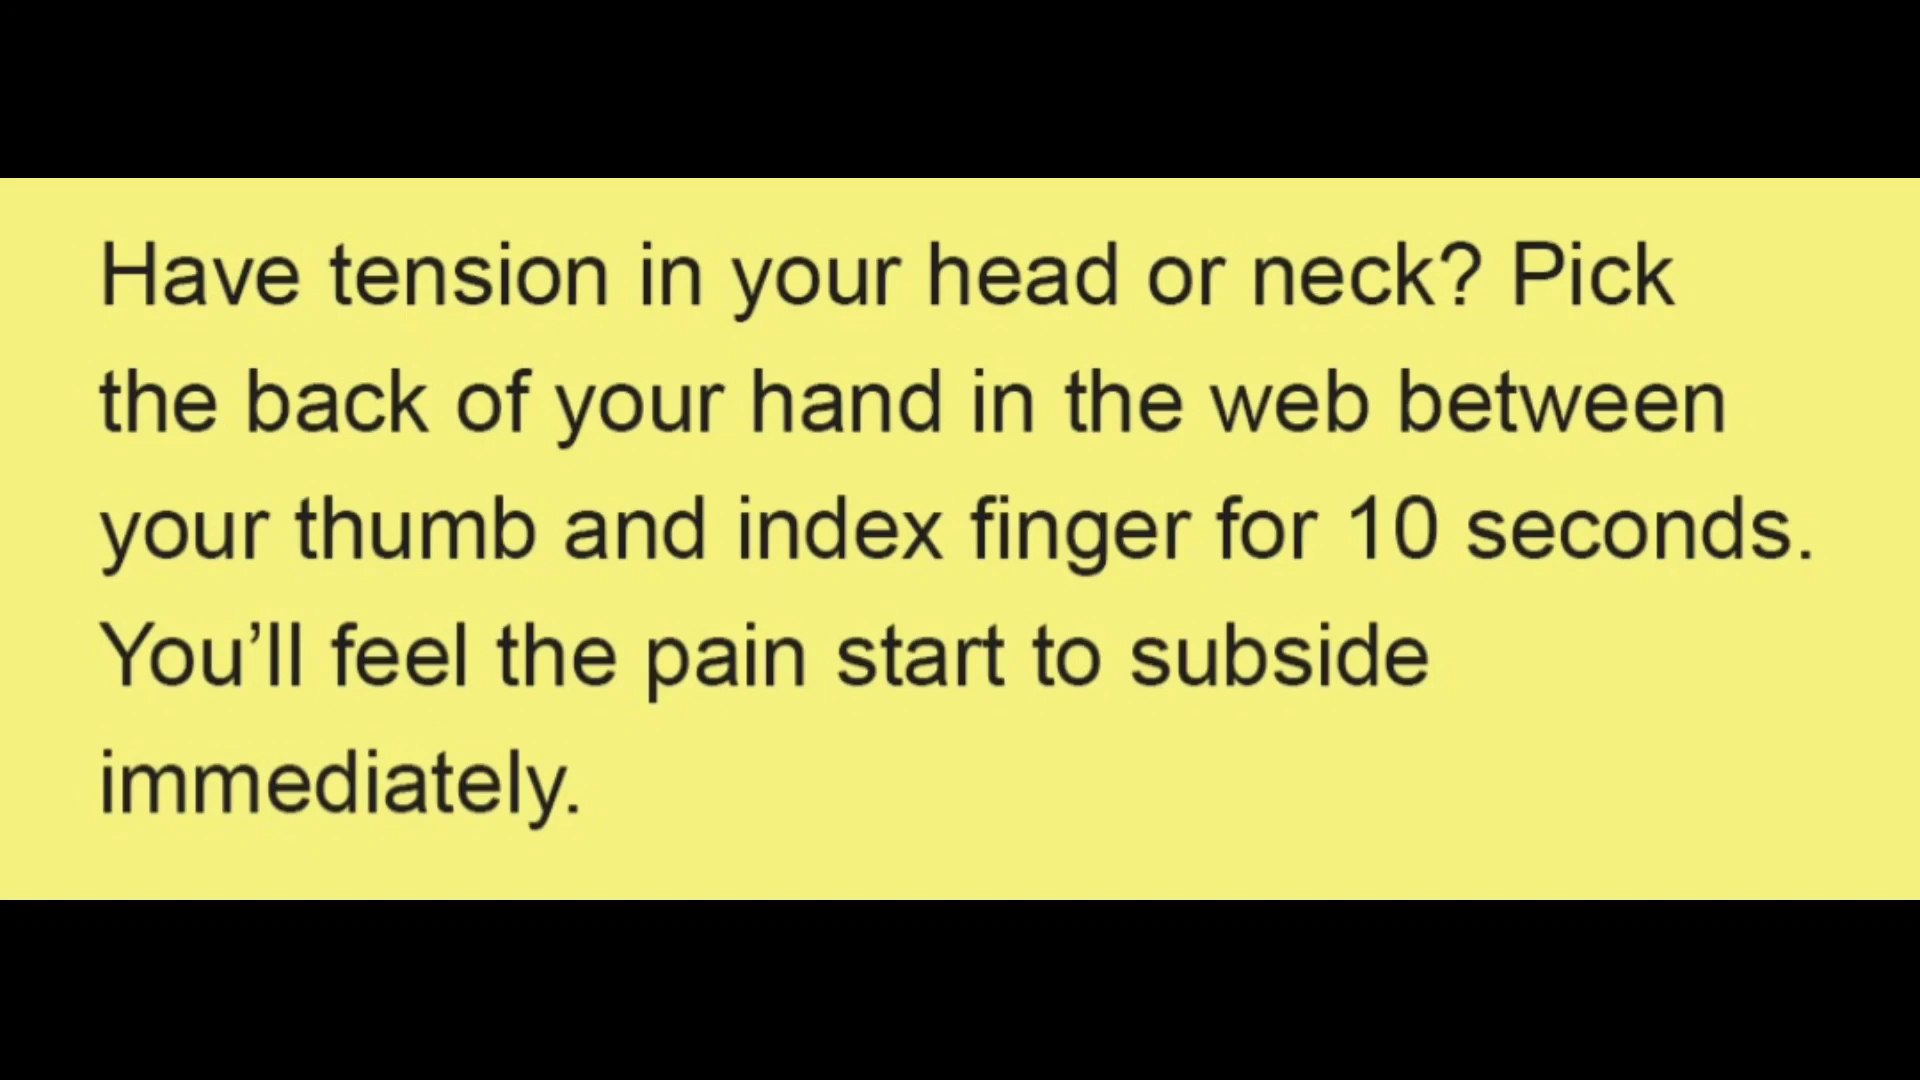 Have tension in your head or neck? Pick
the back of your hand in the web between
your thumb and index finger for 10 seconds.
You’ll feel the pain start to subside
immediately.